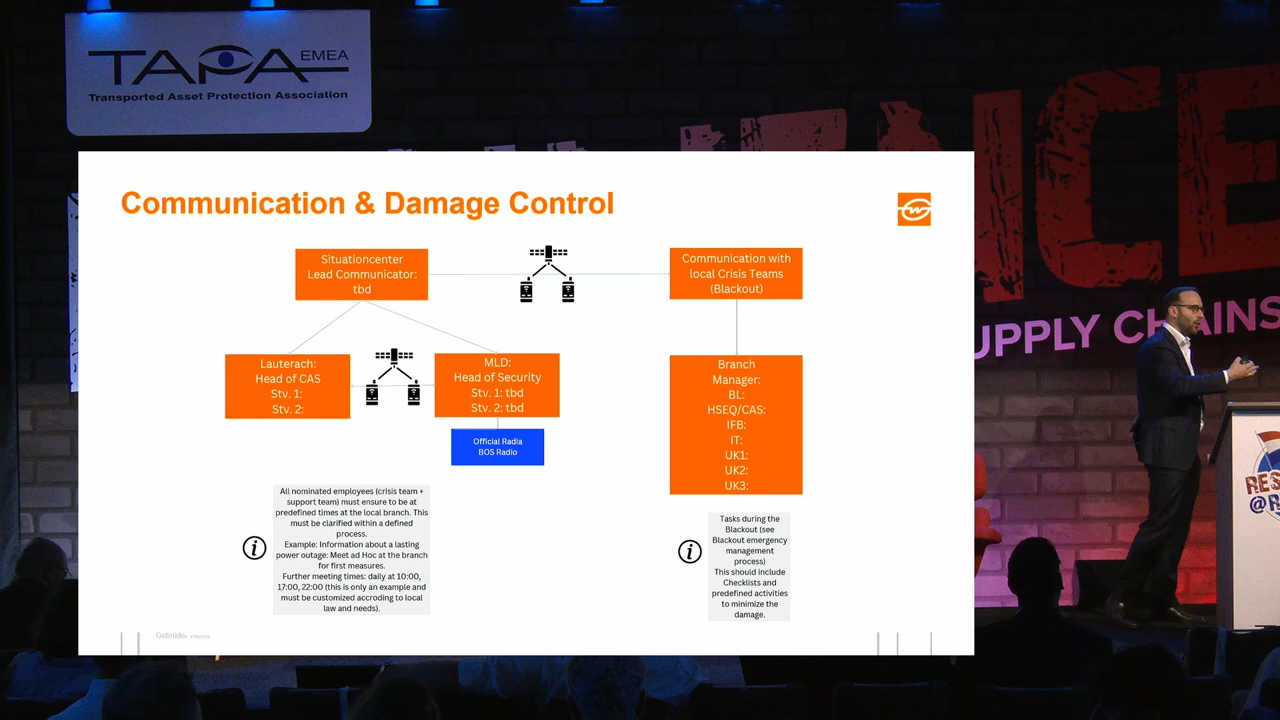 TAPA EMEA
Transported Asset Protection Association
Communication & Damage Control
Situationcenter
Lead Communicator:
tbd
Communication with
local Crisis Teams
(Blackout)
Lauterach:
Head of CAS
Stv. 1:
Stv. 2:
MLD:
Head of Security
Stv. 1: tbd
Stv. 2: tbd
Official Radia
BOS Radio
Branch
Manager:
BL:
HSEQ/CAS:
IFB:
IT:
UK1:
UK2:
UK3:
All nominated employees (crisis team +
support team) must ensure to be at
predefined times at the local branch. This
must be clarified within a defined
process.
Example: Information about a lasting
power outage: Meet ad Hoc at the branch
for first measures.
Further meeting times: daily at 10:00,
17:00, 22:00 (this is only an example and
must be customized accroding to local
law and needs).
Tasks during the
Blackout (see
Blackout emergency
management
process)
This should include
Checklists and
predefined activities
to minimize the
damage.
UPPLY CHAINS
RES
@R